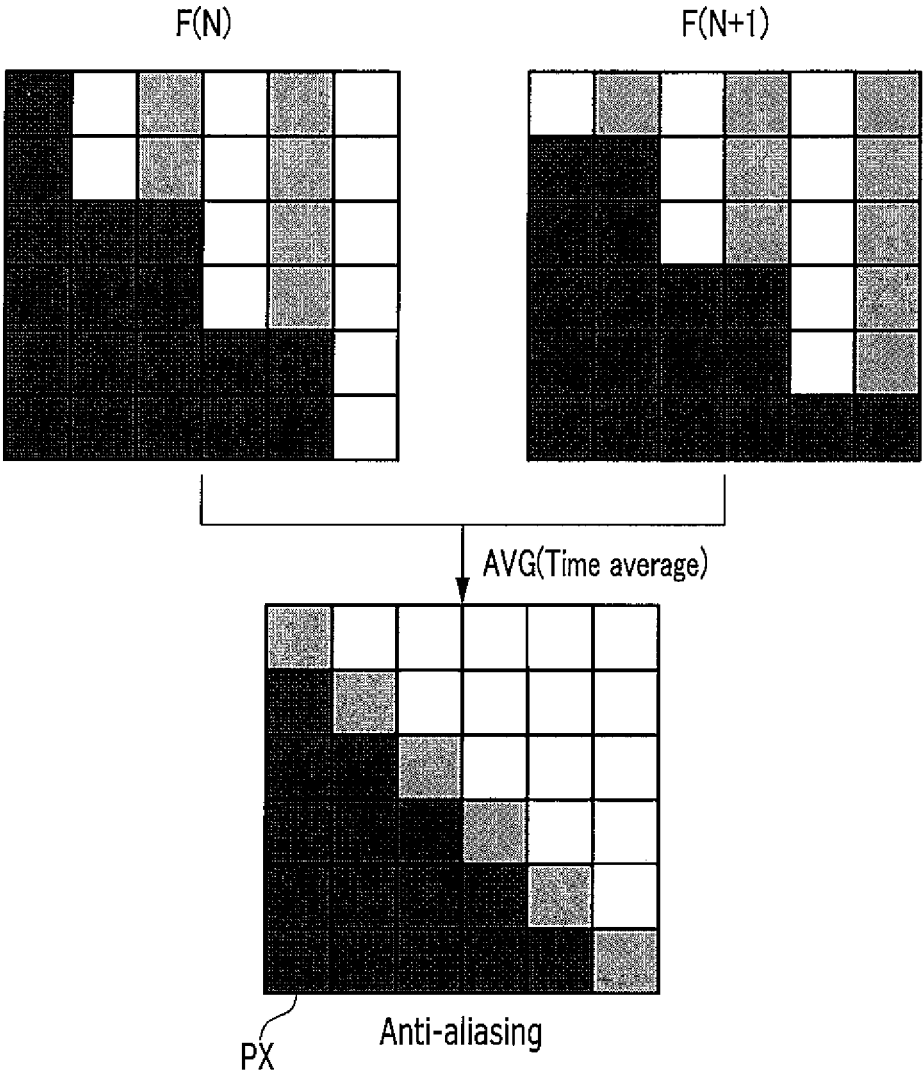 F(N)
F(N+1)
AVG(Time average)
PX
Anti-aliasing